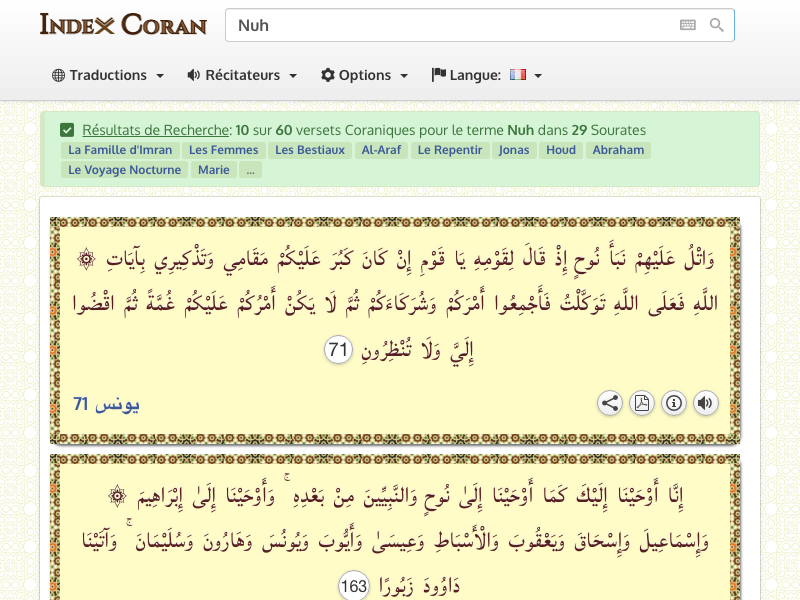 INDEX CORAN
Nuh
Traductions
Récitateurs
Options
Langue:
Résultats de Recherche: 10 sur 60 versets Coraniques pour le terme Nuh dans 29 Sourates
La Famille d'Imran Les Femmes Les Bestiaux Al-Araf Le Repentir Jonas Houd Abraham
Le Voyage Nocturne Marie ...
۞ وَاتْلُ عَلَيْهِمْ نَبَأَ نُوحٍ إِذْ قَالَ لِقَوْمِهِ يَا قَوْمِ إِنْ كَانَ كَبُرَ عَلَيْكُمْ مَقَامِي وَتَذْكِيرِي بِآيَاتِ
اللَّهِ فَعَلَى اللَّهِ تَوَكَّلْتُ فَأَجْمِعُوا أَمْرَكُمْ وَشُرَكَاءَكُمْ ثُمَّ لَا يَكُنْ أَمْرُكُمْ عَلَيْكُمْ غُمَّةً ثُمَّ اقْضُوا
إِلَيَّ وَلَا تُنْظِرُونِ 71
يونس 71
۞ إِنَّا أَوْحَيْنَا إِلَيْكَ كَمَا أَوْحَيْنَا إِلَىٰ نُوحٍ وَالنَّبِيِّينَ مِنْ بَعْدِهِ ۚ وَأَوْحَيْنَا إِلَىٰ إِبْرَاهِيمَ
وَإِسْمَاعِيلَ وَإِسْحَاقَ وَيَعْقُوبَ وَالْأَسْبَاطِ وَعِيسَىٰ وَأَيُّوبَ وَيُونُسَ وَهَارُونَ وَسُلَيْمَانَ ۚ وَآتَيْنَا
دَاوُودَ زَبُورًا 163